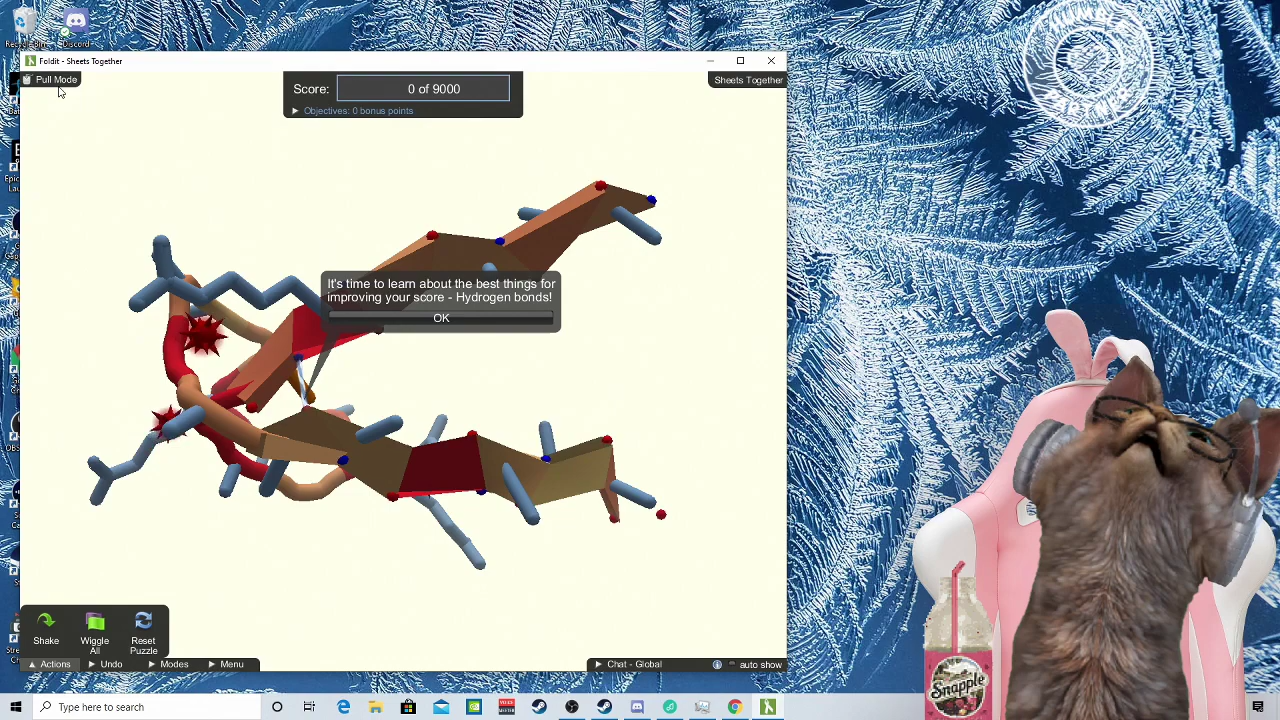 Discord
Foldit - Sheets Together
Pull Mode
Score:
0 of 9000
Objectives: 0 bonus points
Sheets Together
It's time to learn about the best things for
improving your score - Hydrogen bonds!
OK
Shake
Wiggle
All
Reset
Puzzle
Actions
Undo
Modes
Menu
Chat - Global
auto show
Snapple
Type here to search